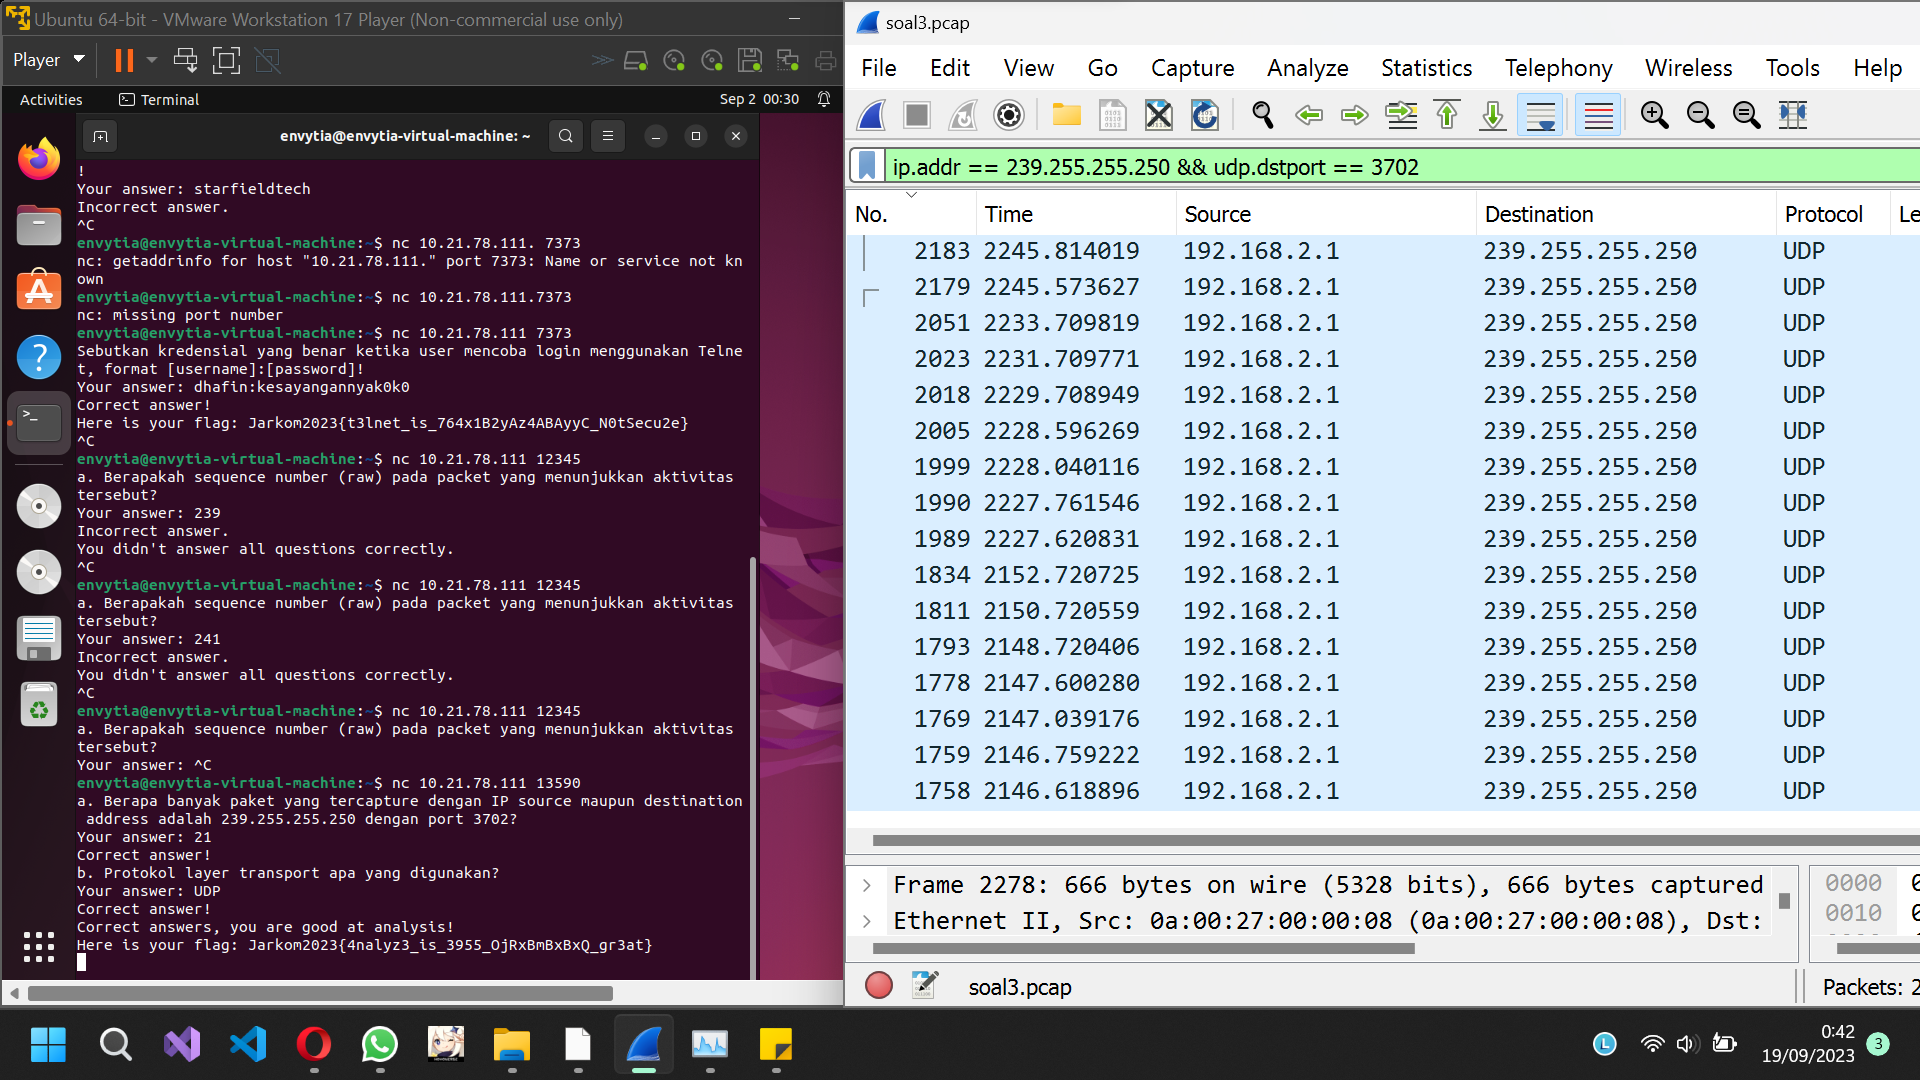 Ubuntu 64-bit - VMware Workstation 17 Player (Non-commercial use only)
Player
Activities
Terminal
Sep 2 00:30
envytia@envytia-virtual-machine: ~
!
Your answer: starfieldtech
Incorrect answer.
^C
envytia@envytia-virtual-machine:~$ nc 10.21.78.111. 7373
nc: getaddrinfo for host "10.21.78.111." port 7373: Name or service not kn
own
envytia@envytia-virtual-machine:~$ nc 10.21.78.111.7373
nc: missing port number
envytia@envytia-virtual-machine:~$ nc 10.21.78.111 7373
Sebutkan kredensial yang benar ketika user mencoba login menggunakan Telne
t, format [username]:[password]!
Your answer: dhafin:kesayangannyak0k0
Correct answer!
Here is your flag: Jarkom2023{t3lnet_is_764x1B2yAz4ABAyyC_N0tSecu2e}
^C
envytia@envytia-virtual-machine:~$ nc 10.21.78.111 12345
a. Berapakah sequence number (raw) pada packet yang menunjukkan aktivitas
tersebut?
Your answer: 239
Incorrect answer.
You didn't answer all questions correctly.
^C
envytia@envytia-virtual-machine:~$ nc 10.21.78.111 12345
a. Berapakah sequence number (raw) pada packet yang menunjukkan aktivitas
tersebut?
Your answer: 241
Incorrect answer.
You didn't answer all questions correctly.
^C
envytia@envytia-virtual-machine:~$ nc 10.21.78.111 12345
a. Berapakah sequence number (raw) pada packet yang menunjukkan aktivitas
tersebut?
Your answer: ^C
envytia@envytia-virtual-machine:~$ nc 10.21.78.111 13590
a. Berapa banyak paket yang tercapture dengan IP source maupun destination
address adalah 239.255.255.250 dengan port 3702?
Your answer: 21
Correct answer!
b. Protokol layer transport apa yang digunakan?
Your answer: UDP
Correct answer!
Correct answers, you are good at analysis!
Here is your flag: Jarkom2023{4nalyz3_is_3955_OjRxBmBxBxQ_gr3at}
soal3.pcap
File Edit View Go Capture Analyze Statistics Telephony Wireless Tools Help
ip.addr == 239.255.255.250 && udp.dstport == 3702
No. Time Source Destination Protocol Le
2183 2245.814019 192.168.2.1 239.255.255.250 UDP
2179 2245.573627 192.168.2.1 239.255.255.250 UDP
2051 2233.709819 192.168.2.1 239.255.255.250 UDP
2023 2231.709771 192.168.2.1 239.255.255.250 UDP
2018 2229.708949 192.168.2.1 239.255.255.250 UDP
2005 2228.596269 192.168.2.1 239.255.255.250 UDP
1999 2228.040116 192.168.2.1 239.255.255.250 UDP
1990 2227.761546 192.168.2.1 239.255.255.250 UDP
1989 2227.620831 192.168.2.1 239.255.255.250 UDP
1834 2152.720725 192.168.2.1 239.255.255.250 UDP
1811 2150.720559 192.168.2.1 239.255.255.250 UDP
1793 2148.720406 192.168.2.1 239.255.255.250 UDP
1778 2147.600280 192.168.2.1 239.255.255.250 UDP
1769 2147.039176 192.168.2.1 239.255.255.250 UDP
1759 2146.759222 192.168.2.1 239.255.255.250 UDP
1758 2146.618896 192.168.2.1 239.255.255.250 UDP
Frame 2278: 666 bytes on wire (5328 bits), 666 bytes captured
Ethernet II, Src: 0a:00:27:00:00:08 (0a:00:27:00:00:08), Dst:
0000
0010
soal3.pcap
Packets: 2
0:42
19/09/2023
3